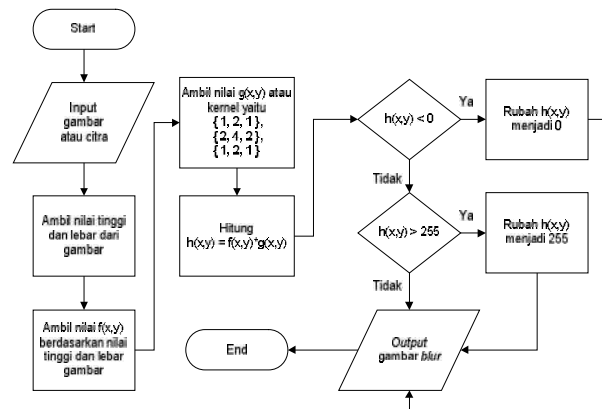 Start
Input
gambar
atau citra
Ambil nilai tinggi
dan lebar dari
gambar
Ambil nilai f(x,y)
berdasarkan nilai
tinggi dan lebar
gambar
Ambil nilai g(x,y) atau
kernel yaitu
{1, 2, 1},
{2, 4, 2},
{1, 2, 1}
Hitung
h(x,y) = f(x,y)*g(x,y)
h(x,y) < 0
Ya
Rubah h(x,y)
menjadi 0
Tidak
h(x,y) > 255
Ya
Rubah h(x,y)
menjadi 255
Tidak
Output
gambar blur
End